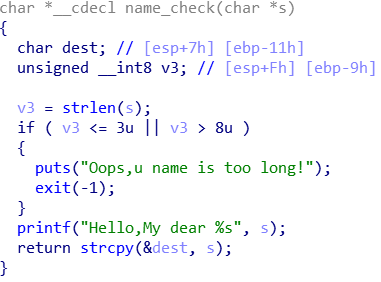 char *__cdecl name_check(char *s)
{
  char dest; // [esp+7h] [ebp-11h]
  unsigned __int8 v3; // [esp+Fh] [ebp-9h]

  v3 = strlen(s);
  if ( v3 <= 3u || v3 > 8u )
  {
    puts("Oops,u name is too long!");
    exit(-1);
  }
  printf("Hello,My dear %s", s);
  return strcpy(&dest, s);
}